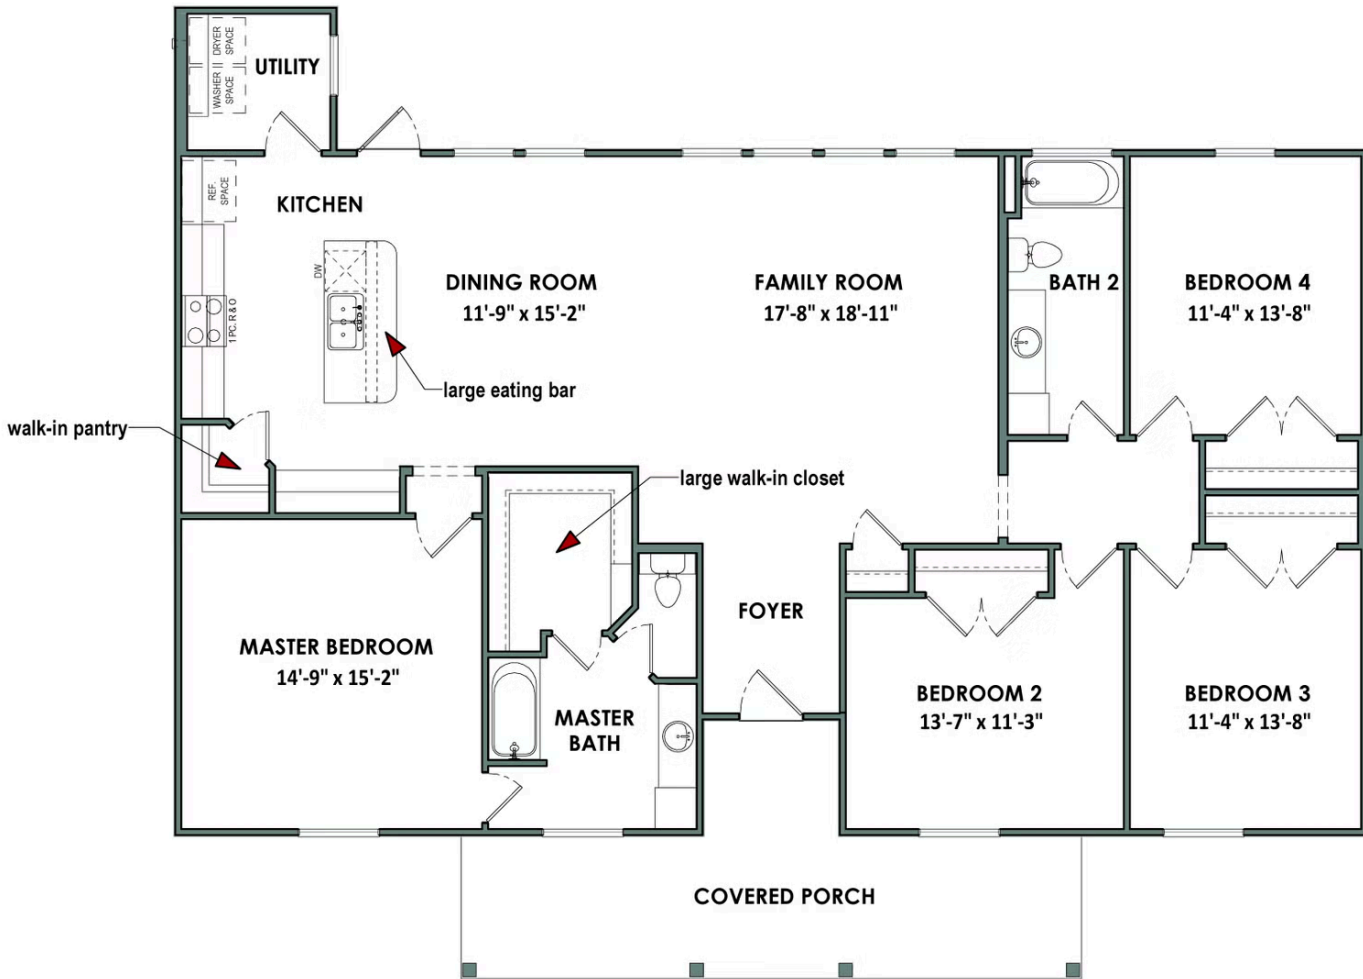 DRYER
SPACE
WASHER
SPACE
UTILITY
REF.
SPACE
KITCHEN
DW
1 PC. R & O
DINING ROOM
11'-9" x 15'-2"
FAMILY ROOM
17'-8" x 18'-11"
BATH 2
BEDROOM 4
11'-4" x 13'-8"
large eating bar
walk-in pantry
large walk-in closet
FOYER
MASTER BEDROOM
14'-9" x 15'-2"
MASTER
BATH
BEDROOM 2
13'-7" x 11'-3"
BEDROOM 3
11'-4" x 13'-8"
COVERED PORCH